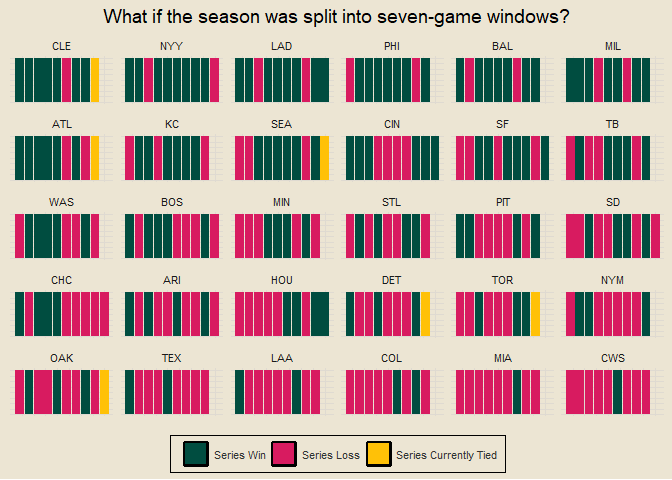 What if the season was split into seven-game windows?
CLE NYY LAD PHI BAL MIL
ATL KC SEA CIN SF TB
WAS BOS MIN STL PIT SD
CHC ARI HOU DET TOR NYM
OAK TEX LAA COL MIA CWS
Series Win Series Loss Series Currently Tied